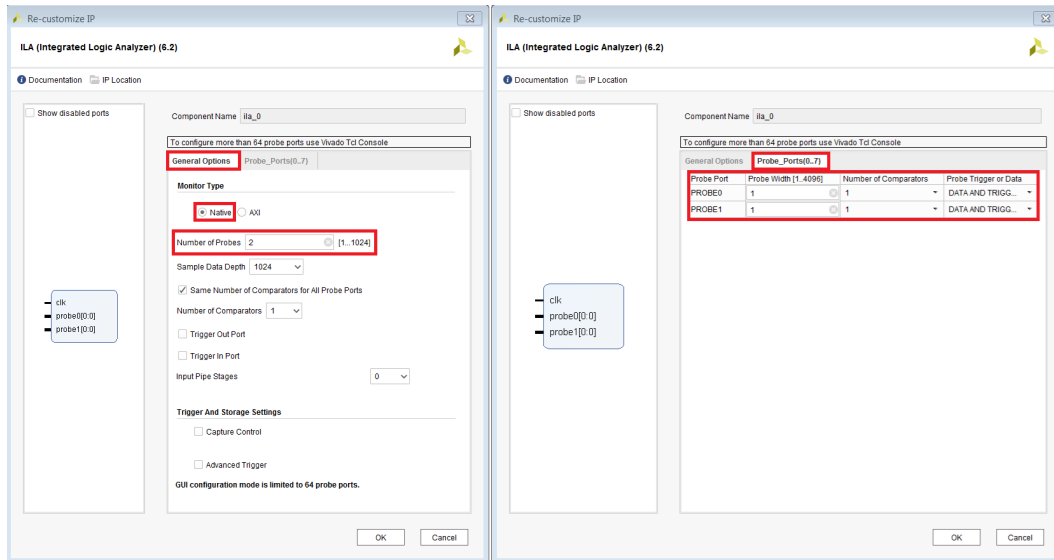 Re-customize IP
ILA (Integrated Logic Analyzer) (6.2)
Documentation IP Location
Show disabled ports
clk
probe0[0:0]
probe1[0:0]
Component Name ila_0
To configure more than 64 probe ports use Vivado Tcl Console
General Options Probe_Ports(0..7)
Monitor Type
Native AXI
Number of Probes 2 [1...1024]
Sample Data Depth 1024
Same Number of Comparators for All Probe Ports
Number of Comparators 1
Trigger Out Port
Trigger In Port
Input Pipe Stages 0
Trigger And Storage Settings
Capture Control
Advanced Trigger
GUI configuration mode is limited to 64 probe ports.
OK Cancel
Re-customize IP
ILA (Integrated Logic Analyzer) (6.2)
Documentation IP Location
Show disabled ports
clk
probe0[0:0]
probe1[0:0]
Component Name ila_0
To configure more than 64 probe ports use Vivado Tcl Console
General Options Probe_Ports(0..7)
Probe Port Probe Width [1..4096] Number of Comparators Probe Trigger or Data
PROBE0 1 1 DATA AND TRIGG...
PROBE1 1 1 DATA AND TRIGG...
OK Cancel